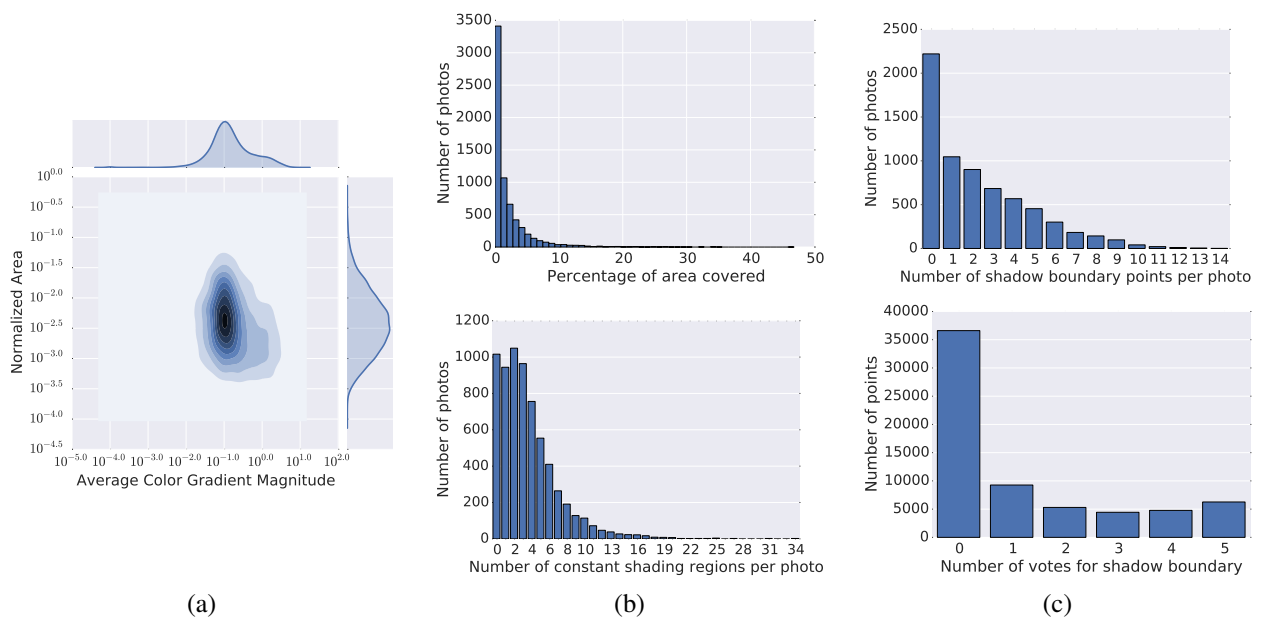 10^0.0
10^−0.5
10^−1.0
10^−1.5
10^−2.0
10^−2.5
10^−3.0
10^−3.5
10^−4.0
10^−4.5
Normalized Area
10^−5.0 10^−4.0 10^−3.0 10^−2.0 10^−1.0 10^0.0 10^1.0 10^2.0
Average Color Gradient Magnitude
(a)
3500
3000
2500
2000
1500
1000
500
0
Number of photos
0 10 20 30 40 50
Percentage of area covered
1200
1000
800
600
400
200
0
Number of photos
0 2 4 6 8 10 13 16 19 22 25 28 31 34
Number of constant shading regions per photo
(b)
2500
2000
1000
500
0
Number of photos
0 1 2 3 4 5 6 7 8 9 10 11 12 13 14
Number of shadow boundary points per photo
40000
35000
30000
25000
20000
15000
10000
5000
0
Number of points
0 1 2 3 4 5
Number of votes for shadow boundary
(c)